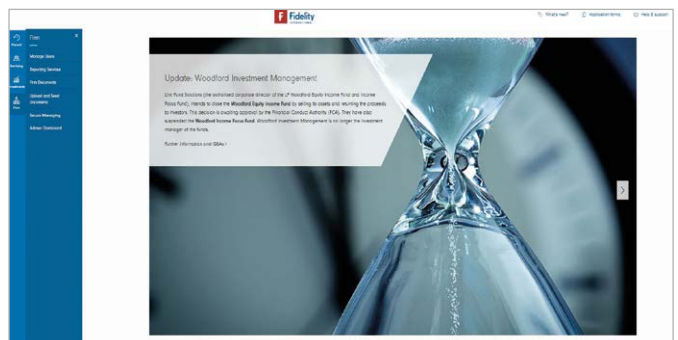 Fidelity
INTERNATIONAL
What's new?
Application forms
Help & support
Firm
Manage Users
Reporting Services
Firm Documents
Upload and Send
documents
Secure Messaging
Adviser Dashboard
Firm
Update: Woodford Investment Management
Link Fund Solutions (the authorised corporate director of the LF Woodford Equity Income Fund and Income
Focus Fund), intends to close the Woodford Equity Income Fund by selling its assets and returning the proceeds
to investors. This decision is awaiting approval by the Financial Conduct Authority (FCA). They have also
suspended the Woodford Income Focus Fund. Woodford Investment Management is no longer the investment
manager of the funds.
Further information and Q&As >